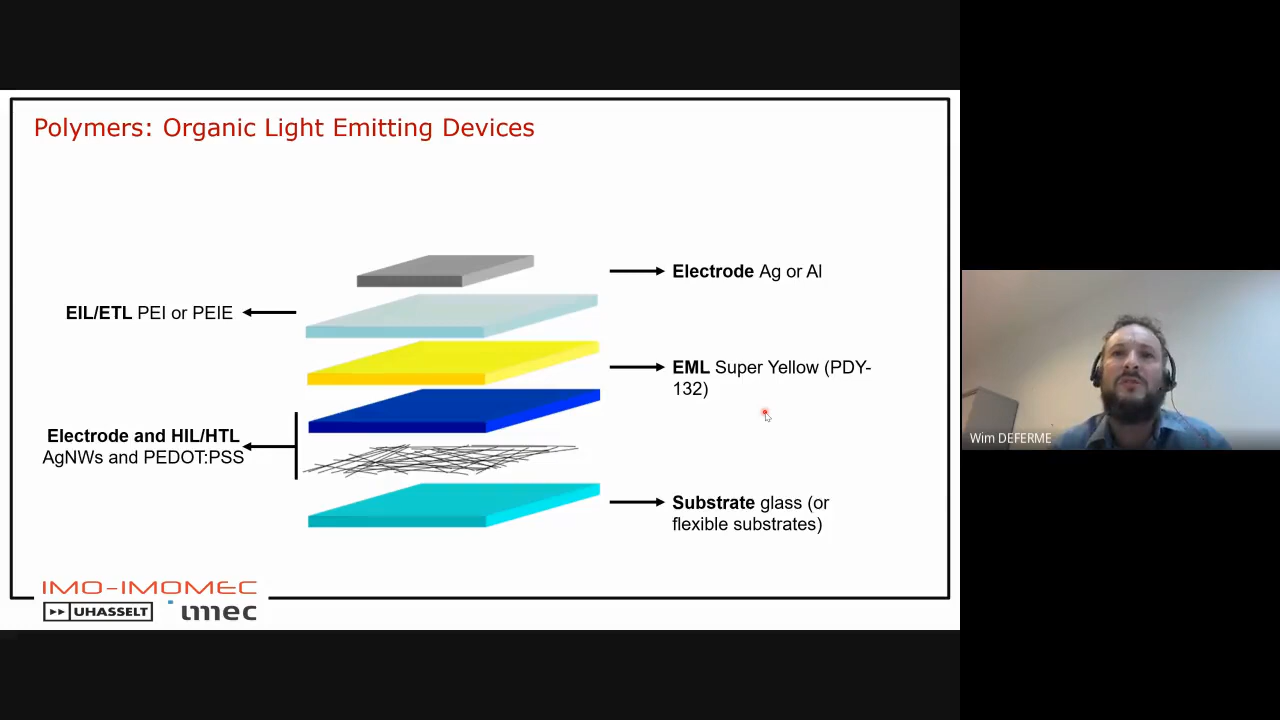 Polymers: Organic Light Emitting Devices
Electrode Ag or Al
EIL/ETL PEI or PEIE
EML Super Yellow (PDY-
132)
Electrode and HIL/HTL
AgNWs and PEDOT:PSS
Substrate glass (or
flexible substrates)
IMO-IMOMEC
UHASSELT
imec
Wim DEFERME